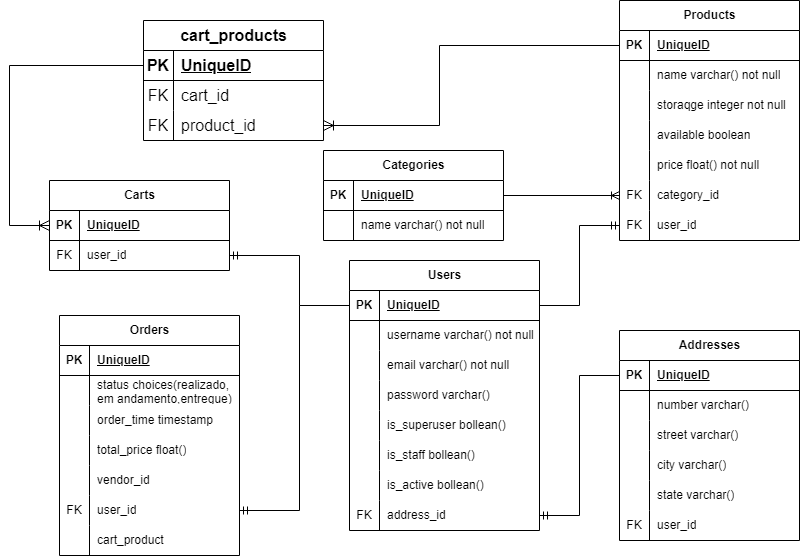 cart_products
PK UniqueID
FK cart_id
FK product_id
Products
PK UniqueID
name varchar() not null
storaqge integer not null
available boolean
price float() not null
FK category_id
FK user_id
Categories
PK UniqueID
name varchar() not null
Carts
PK UniqueID
FK user_id
Users
PK UniqueID
username varchar() not null
email varchar() not null
password varchar()
is_superuser bollean()
is_staff bollean()
is_active bollean()
FK address_id
Orders
PK UniqueID
status choices(realizado,
em andamento,entreque)
order_time timestamp
total_price float()
vendor_id
FK user_id
cart_product
Addresses
PK UniqueID
number varchar()
street varchar()
city varchar()
state varchar()
FK user_id